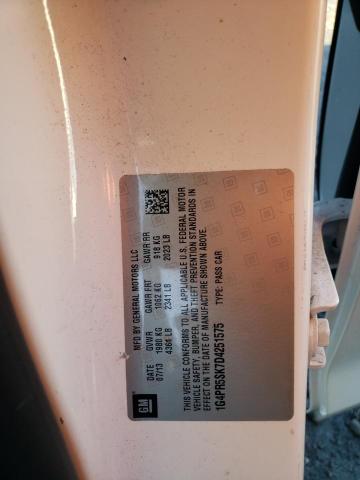 MFD BY GENERAL MOTORS LLC
DATE GVWR GAWR FRT GAWR RR
07/13 1980 KG 1062 KG 918 KG
4364 LB 2341 LB 2023 LB
THIS VEHICLE CONFORMS TO ALL APPLICABLE U.S. FEDERAL MOTOR
VEHICLE SAFETY, BUMPER, AND THEFT PREVENTION STANDARDS IN
EFFECT ON THE DATE OF MANUFACTURE SHOWN ABOVE.
1G4PR5SK7D4251575 TYPE: PASS CAR
GM